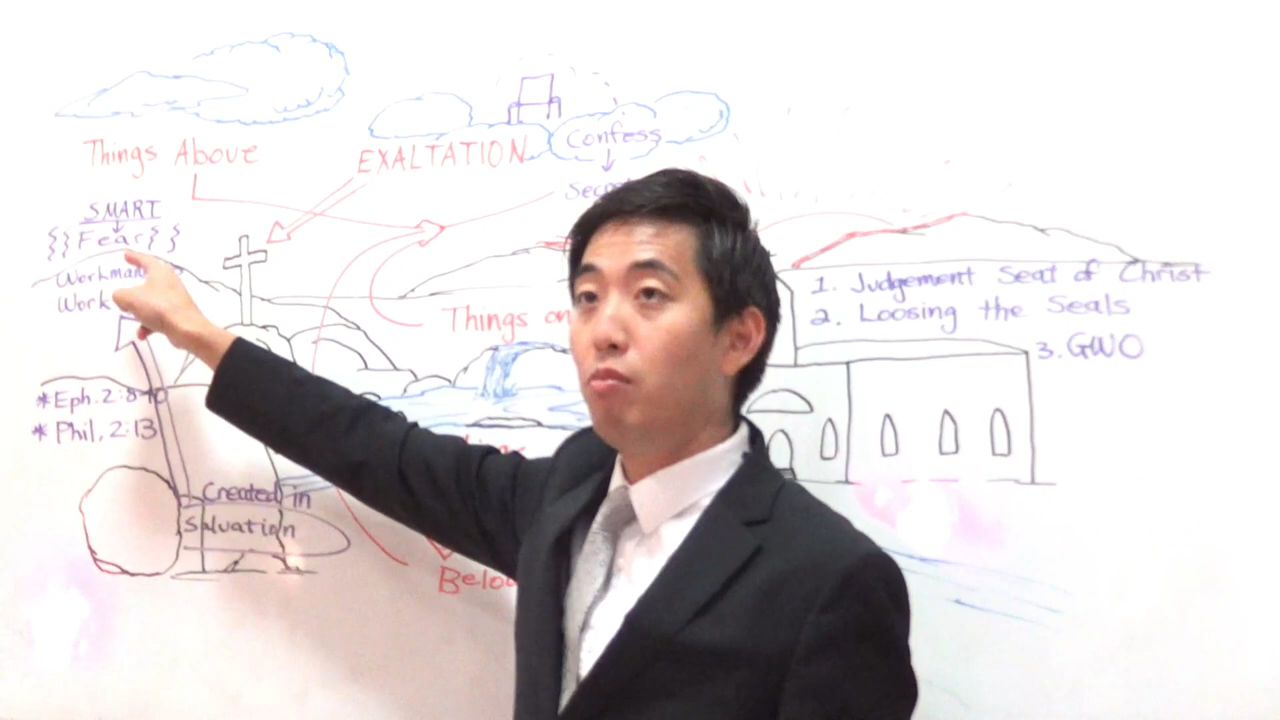 Things Above
EXALTATION
Confess
SMART
{}Fear{}
Work
Things on
1. Judgement Seat of Christ
2. Loosing the Seals
3. GWO
*Eph. 2:8-10
* Phil. 2:13
Created in
Salvation